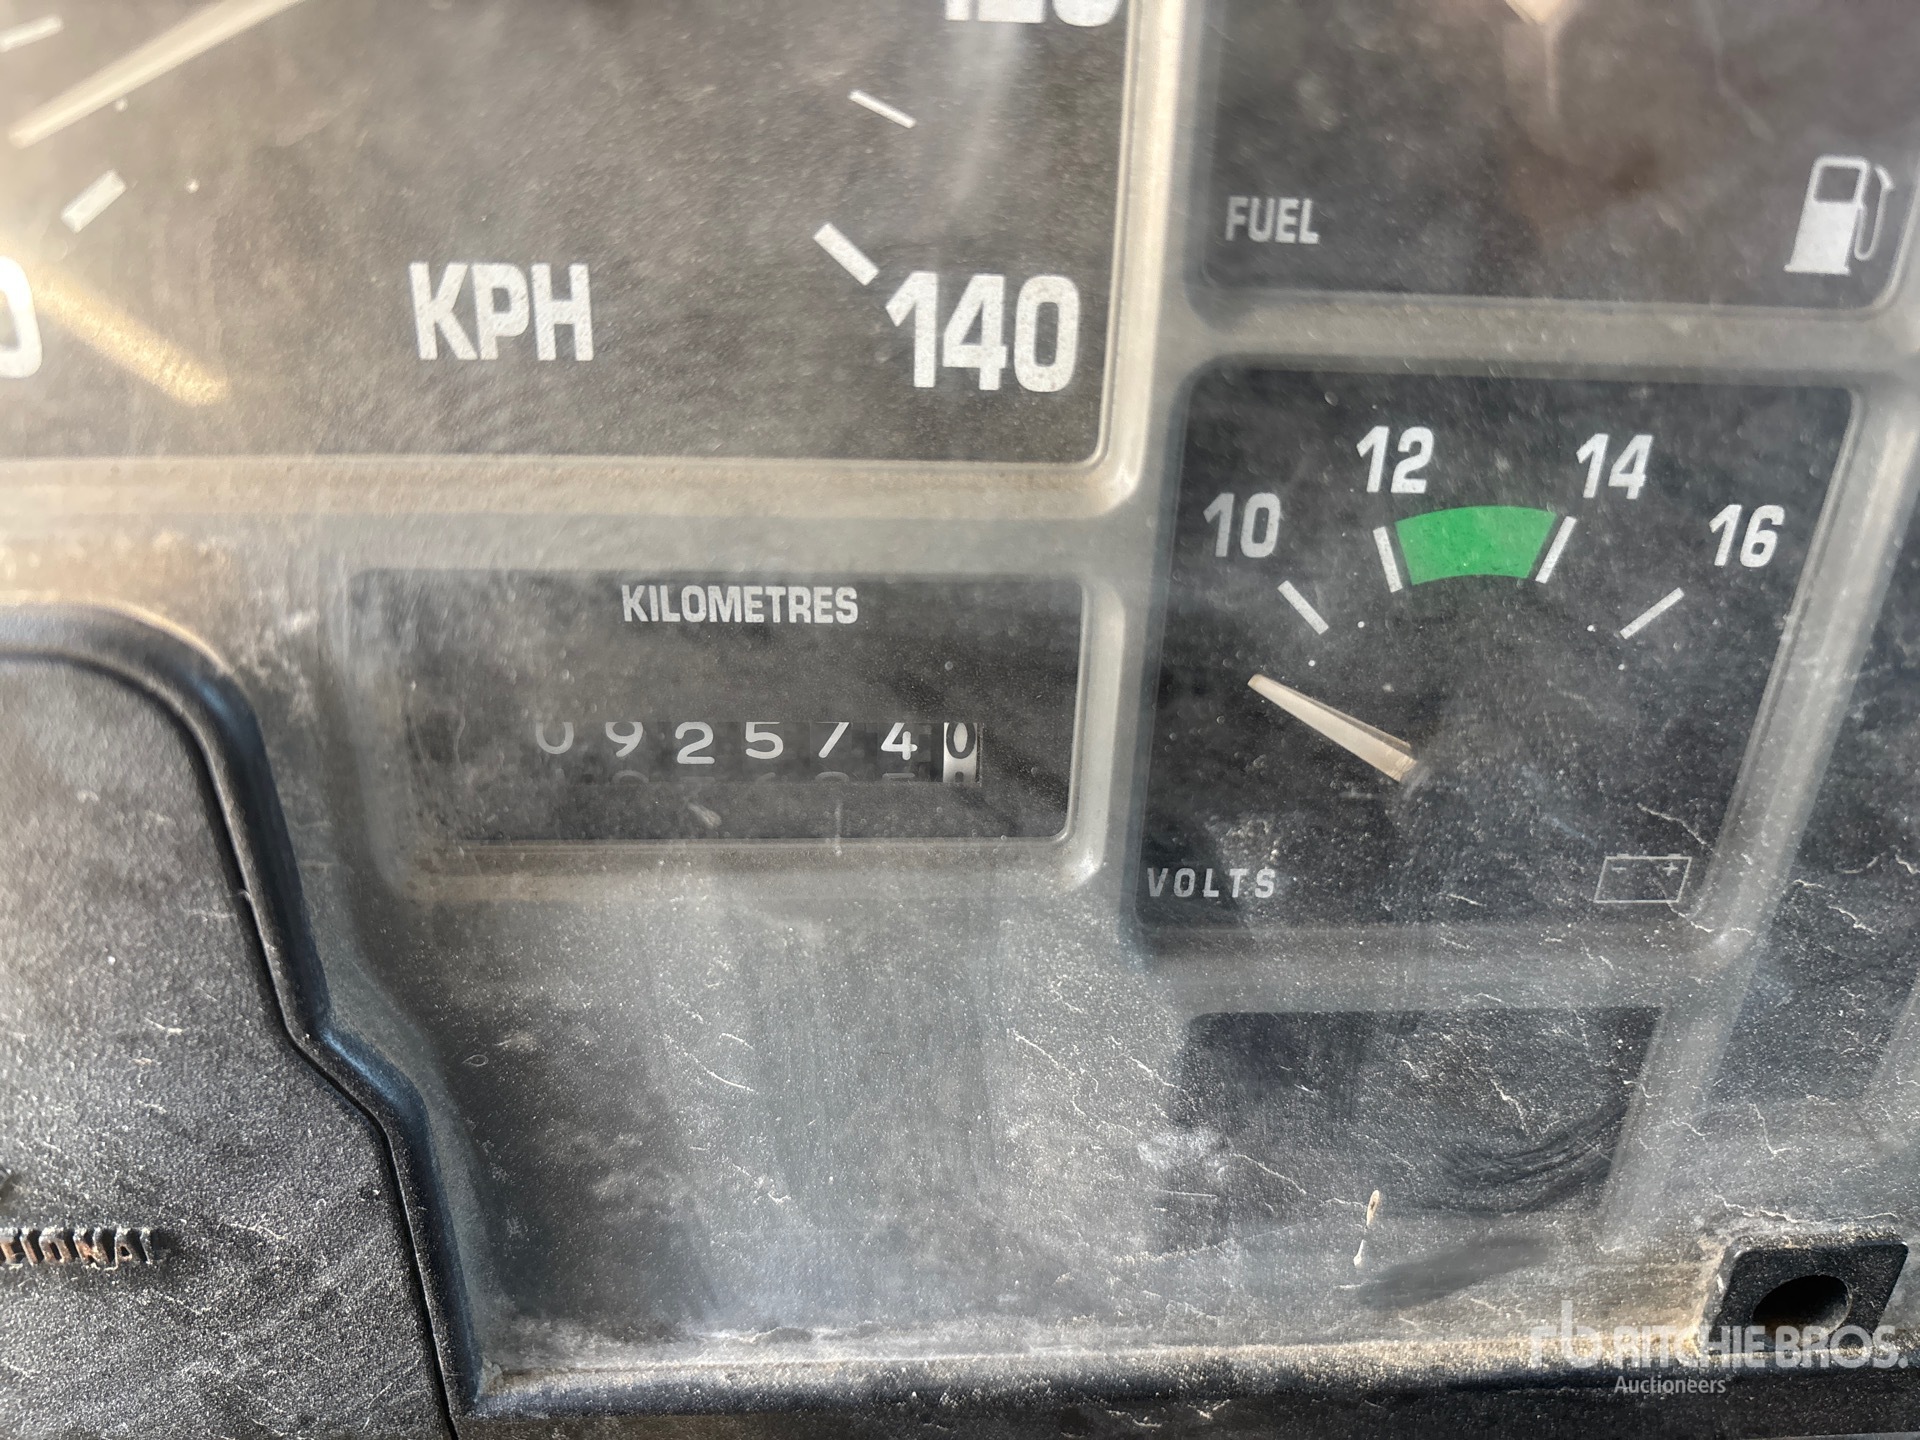 KPH
140
FUEL
10 12 14 16
KILOMETRES
0925740
VOLTS
- +
RITCHIE BROS.
Auctioneers